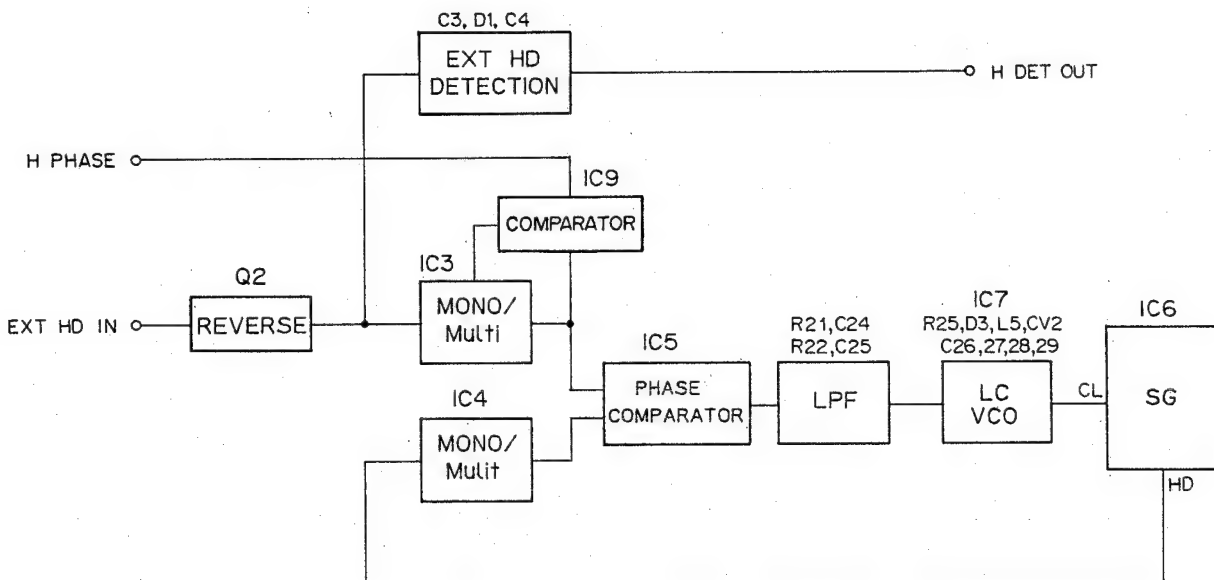 C3, D1, C4
EXT HD
DETECTION
H DET OUT
H PHASE
IC9
COMPARATOR
Q2
IC3
EXT HD IN
REVERSE
MONO/
Multi
IC5
PHASE
COMPARATOR
IC4
MONO/
Mulit
R21,C24
R22,C25
LPF
IC7
R25,D3,L5,CV2
C26,27,28,29
LC
VCO
IC6
CL
SG
HD